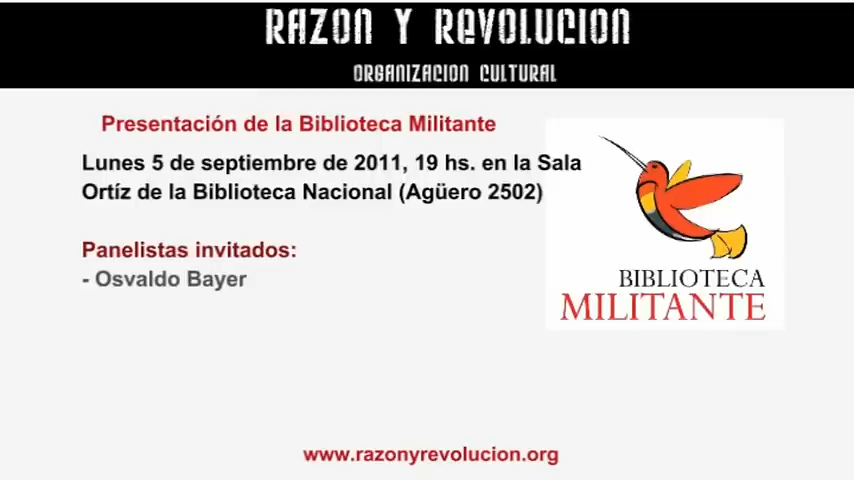 RAZON Y REVOLUCION
ORGANIZACION CULTURAL
Presentación de la Biblioteca Militante
Lunes 5 de septiembre de 2011, 19 hs. en la Sala
Ortíz de la Biblioteca Nacional (Agüero 2502)
Panelistas invitados:
- Osvaldo Bayer
BIBLIOTECA
MILITANTE
www.razonyrevolucion.org